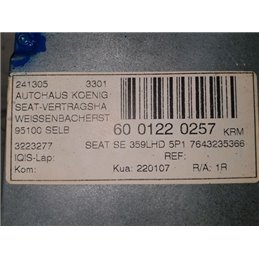 241305 3301
AUTOHAUS KOENIG
SEAT-VERTRAGSHA
WEISSENBACHERST
95100 SELB
60 0122 0257 KRM
3223277 SEAT SE 359LHD 5P1 7643235366
IQIS-Lap: REF:
Kom: Kua: 220107 R/A: 1R